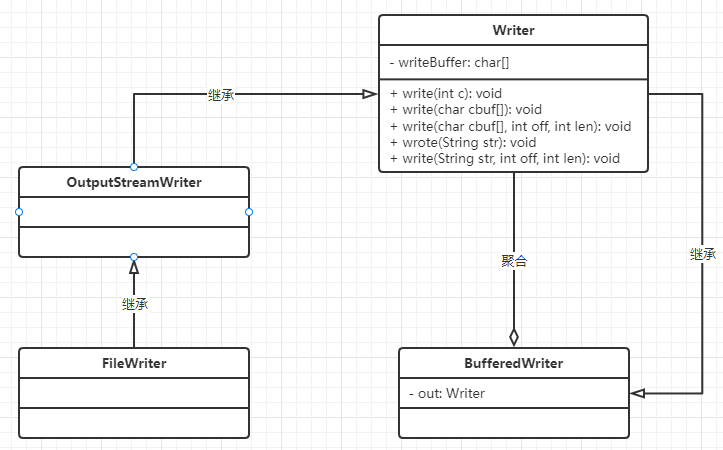 Writer
- writeBuffer: char[]
+ write(int c): void
+ write(char cbuf[]): void
+ write(char cbuf[], int off, int len): void
+ wrote(String str): void
+ write(String str, int off, int len): void
继承
OutputStreamWriter
继承
聚合
继承
FileWriter
BufferedWriter
- out: Writer